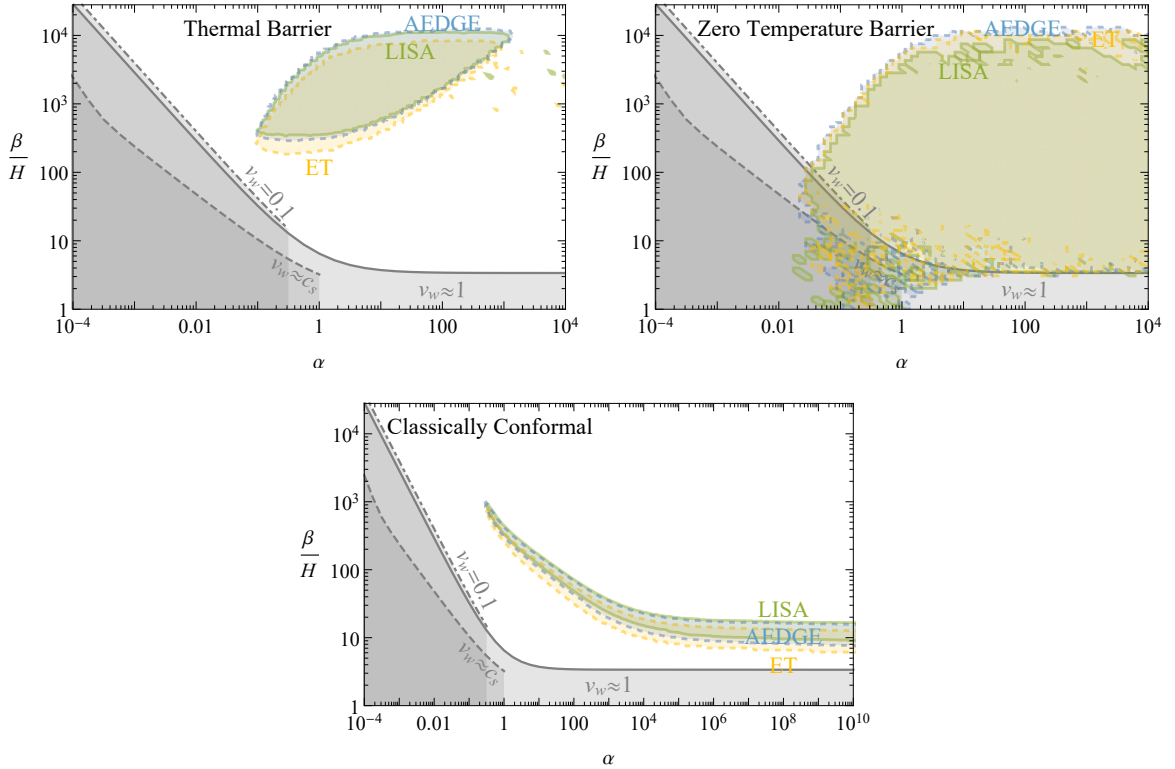 Thermal Barrier
AEDGE
LISA
ET
v_w=0.1
v_w≈c_s
v_w≈1
10^4
10^3
100
10
1
β
H
10^-4
0.01
1
100
10^4
α
Zero Temperature Barrier
AEDGE
ET
LISA
v_w=0.1
v_w≈c_s
v_w≈1
10^4
10^3
100
10
1
β
H
10^-4
0.01
1
100
10^4
α
Classically Conformal
LISA
AEDGE
ET
v_w=0.1
v_w≈c_s
v_w≈1
10^4
10^3
100
10
1
β
H
10^-4
0.01
1
100
10^4
10^6
10^8
10^10
α